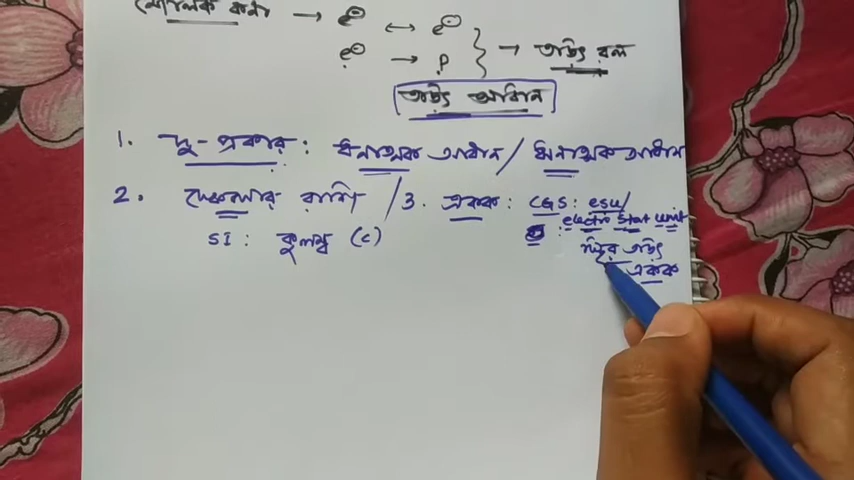 মৌলিক কণা → e⊖ ↔ e⊖
e⊖ → p } → তড়িৎ বল
তড়িৎ আধান
1. দু-প্রকার : ধনাত্মক আধান / ঋনাত্মক আধান
2. স্কেলার রাশি / 3. একক : CGS : esu/
: electro stat unit
SI : কুলম্ব (c) স্থির তড়িৎ
একক